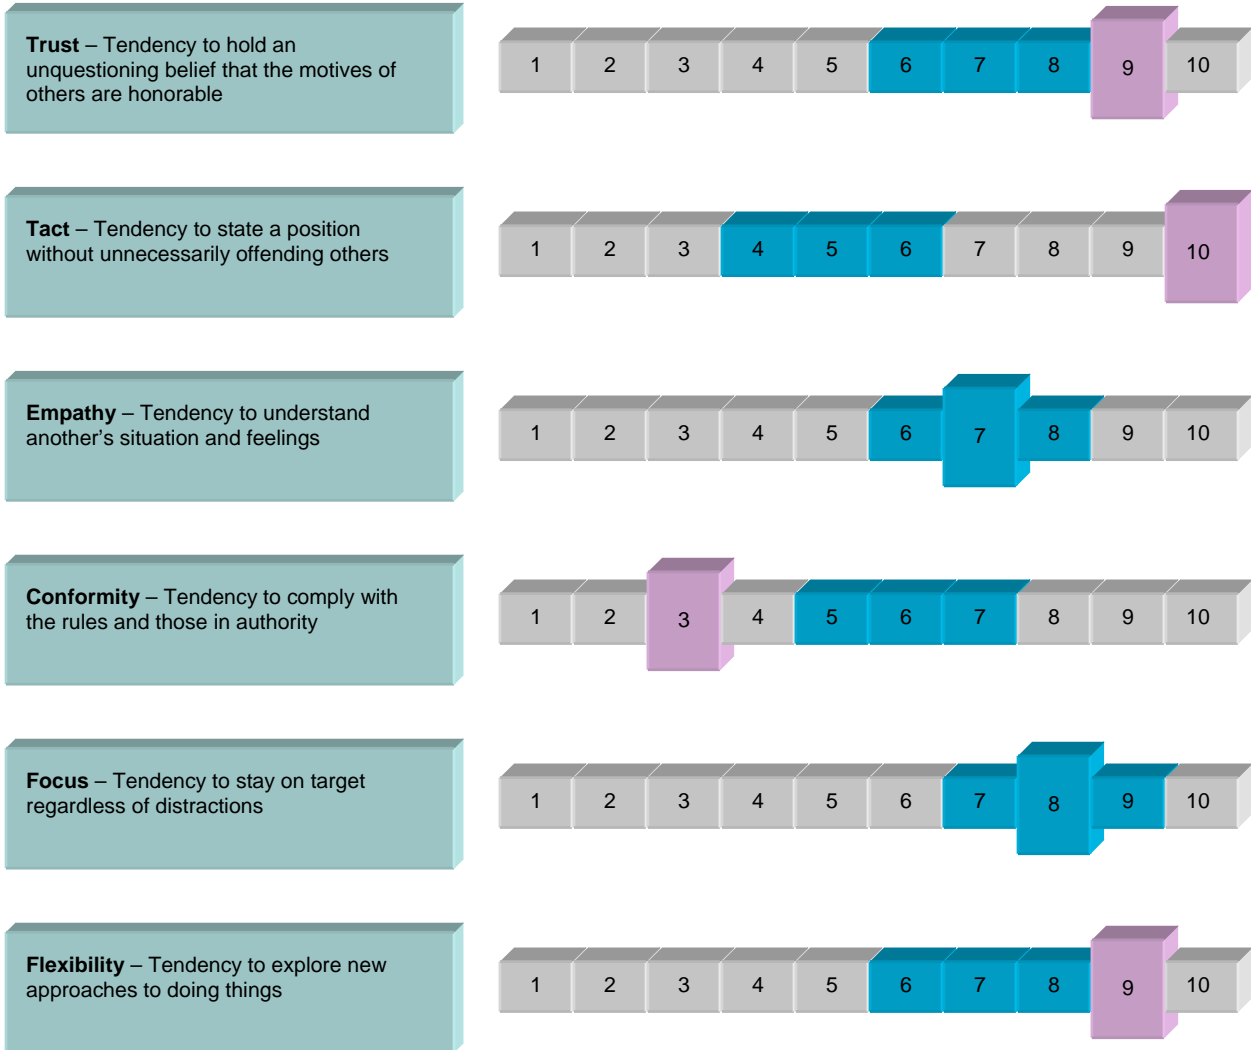 Trust – Tendency to hold an
unquestioning belief that the motives of
others are honorable
1 2 3 4 5 6 7 8 9 10
Tact – Tendency to state a position
without unnecessarily offending others
1 2 3 4 5 6 7 8 9 10
Empathy – Tendency to understand
another’s situation and feelings
1 2 3 4 5 6 7 8 9 10
Conformity – Tendency to comply with
the rules and those in authority
1 2 3 4 5 6 7 8 9 10
Focus – Tendency to stay on target
regardless of distractions
1 2 3 4 5 6 7 8 9 10
Flexibility – Tendency to explore new
approaches to doing things
1 2 3 4 5 6 7 8 9 10